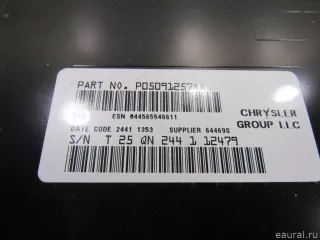 PART NO. P05091257AA
ESN 044565546611
CHRYSLER
GROUP LLC
DATE CODE 2441 1353 SUPPLIER 64469S
S/N T 25 QN 244 1 12479
© eaural.ru